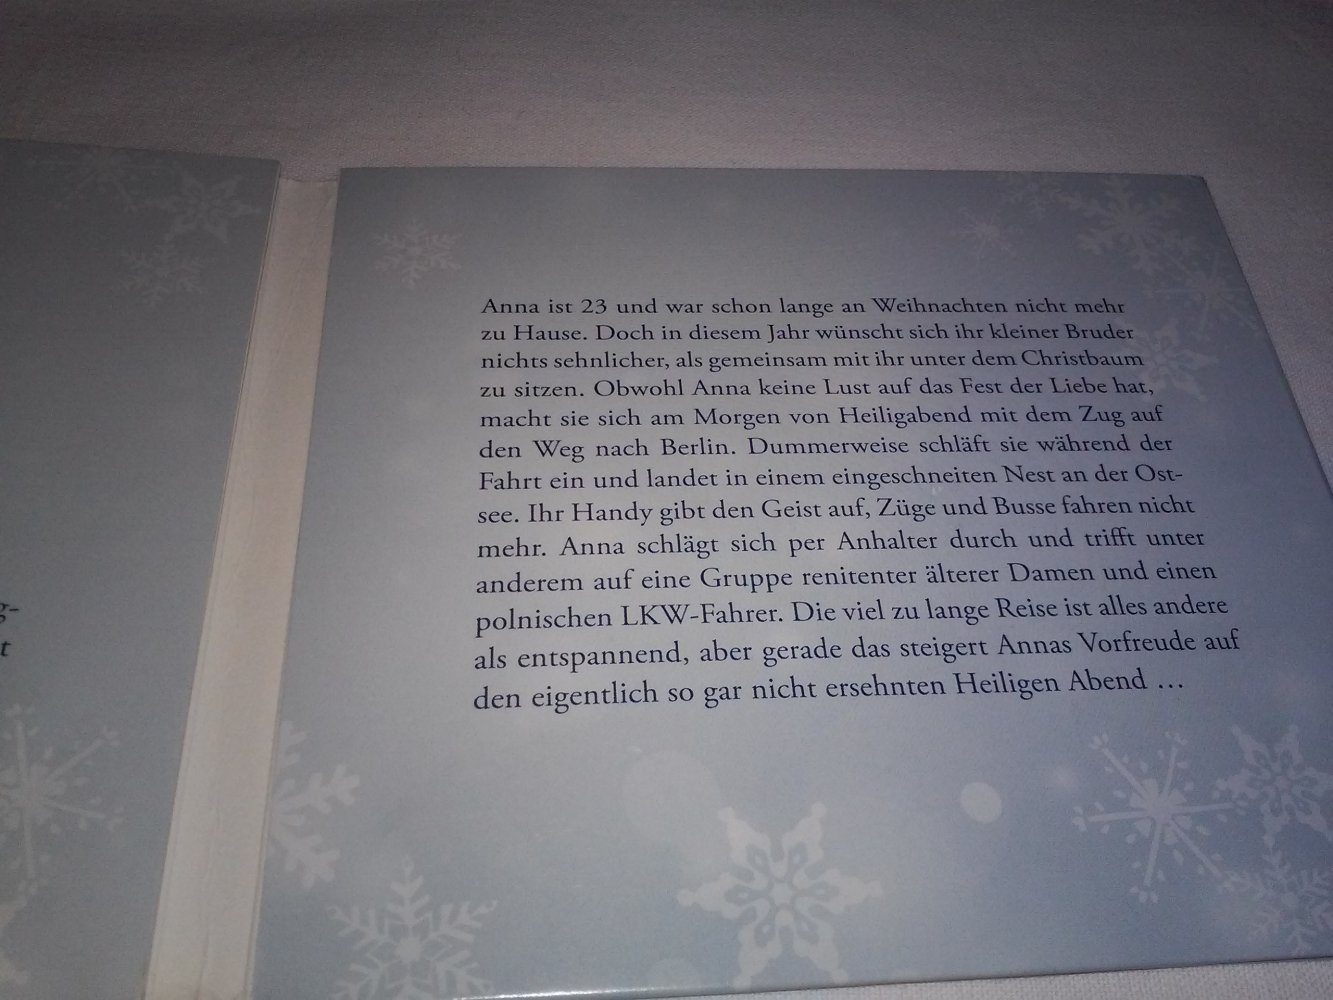 g-
t
Anna ist 23 und war schon lange an Weihnachten nicht mehr
zu Hause. Doch in diesem Jahr wünscht sich ihr kleiner Bruder
nichts sehnlicher, als gemeinsam mit ihr unter dem Christbaum
zu sitzen. Obwohl Anna keine Lust auf das Fest der Liebe hat,
macht sie sich am Morgen von Heiligabend mit dem Zug auf
den Weg nach Berlin. Dummerweise schläft sie während der
Fahrt ein und landet in einem eingeschneiten Nest an der Ost-
see. Ihr Handy gibt den Geist auf, Züge und Busse fahren nicht
mehr. Anna schlägt sich per Anhalter durch und trifft unter
anderem auf eine Gruppe renitenter älterer Damen und einen
polnischen LKW-Fahrer. Die viel zu lange Reise ist alles andere
als entspannend, aber gerade das steigert Annas Vorfreude auf
den eigentlich so gar nicht ersehnten Heiligen Abend …